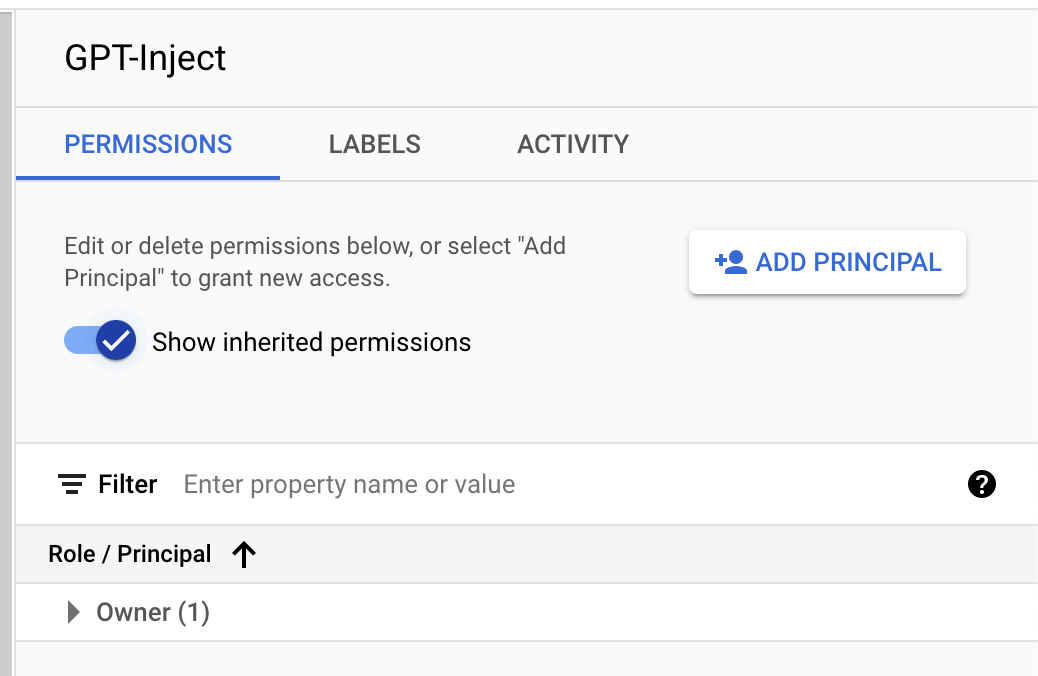 GPT-Inject
PERMISSIONS LABELS ACTIVITY
Edit or delete permissions below, or select "Add
Principal" to grant new access.
ADD PRINCIPAL
Show inherited permissions
Filter Enter property name or value
Role / Principal
Owner (1)